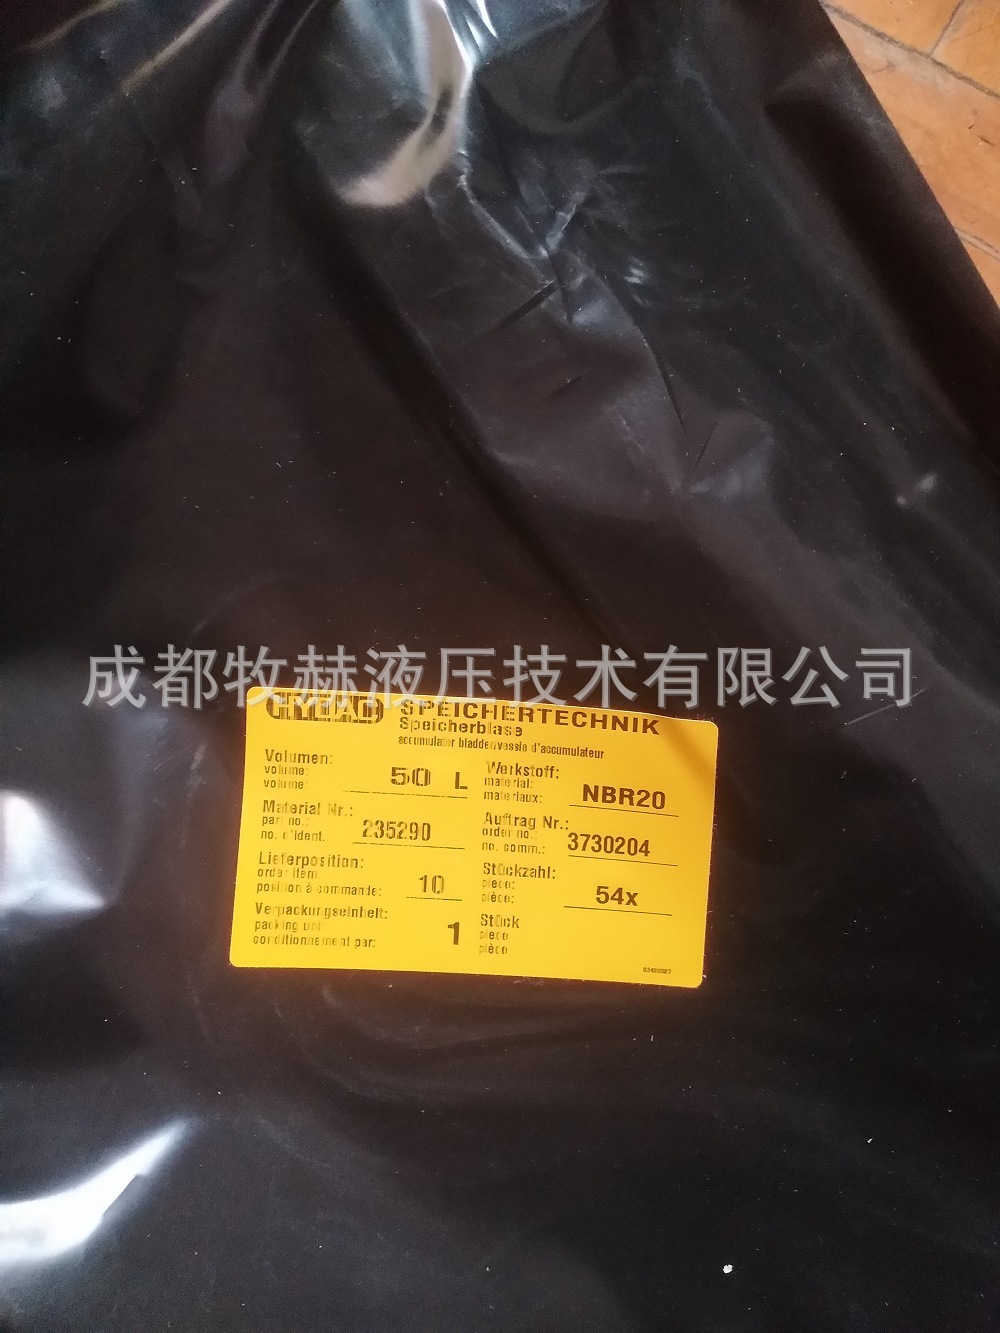 成都牧赫液压技术有限公司
SPEICHERTECHNIK
Speicherblase
accumulator bladder/vessie d'accumulateur
Volumen:
volume:
volume:
50 L
Werkstoff:
material:
materiaux:
NBR20
Material Nr.:
part no.:
no. d'ident.
235290
Auftrag Nr.:
order no.:
no. comm.:
3730204
Lieferposition:
order item:
position à commande:
10
Stückzahl:
piece:
pièce:
54x
Verpackungseinheit:
packing unit
conditionnement par:
1
Stück
piece
pièce